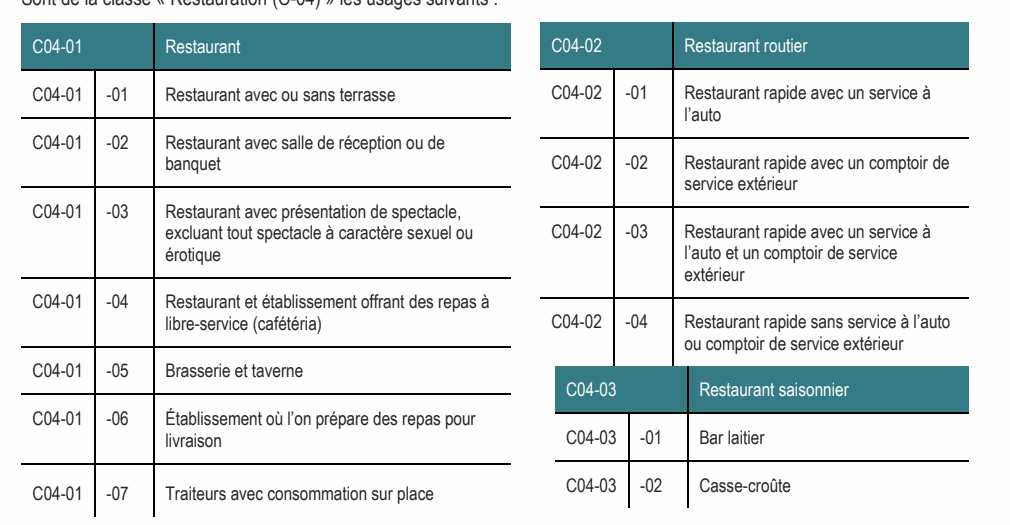 Sont de la classe « Restauration (C-04) » les usages suivants :
C04-01 Restaurant
C04-01 -01 Restaurant avec ou sans terrasse
C04-01 -02 Restaurant avec salle de réception ou de
banquet
C04-01 -03 Restaurant avec présentation de spectacle,
excluant tout spectacle à caractère sexuel ou
érotique
C04-01 -04 Restaurant et établissement offrant des repas à
libre-service (cafétéria)
C04-01 -05 Brasserie et taverne
C04-01 -06 Établissement où l’on prépare des repas pour
livraison
C04-01 -07 Traiteurs avec consommation sur place
C04-02 Restaurant routier
C04-02 -01 Restaurant rapide avec un service à
l’auto
C04-02 -02 Restaurant rapide avec un comptoir de
service extérieur
C04-02 -03 Restaurant rapide avec un service à
l’auto et un comptoir de service
extérieur
C04-02 -04 Restaurant rapide sans service à l’auto
ou comptoir de service extérieur
C04-03 Restaurant saisonnier
C04-03 -01 Bar laitier
C04-03 -02 Casse-croûte